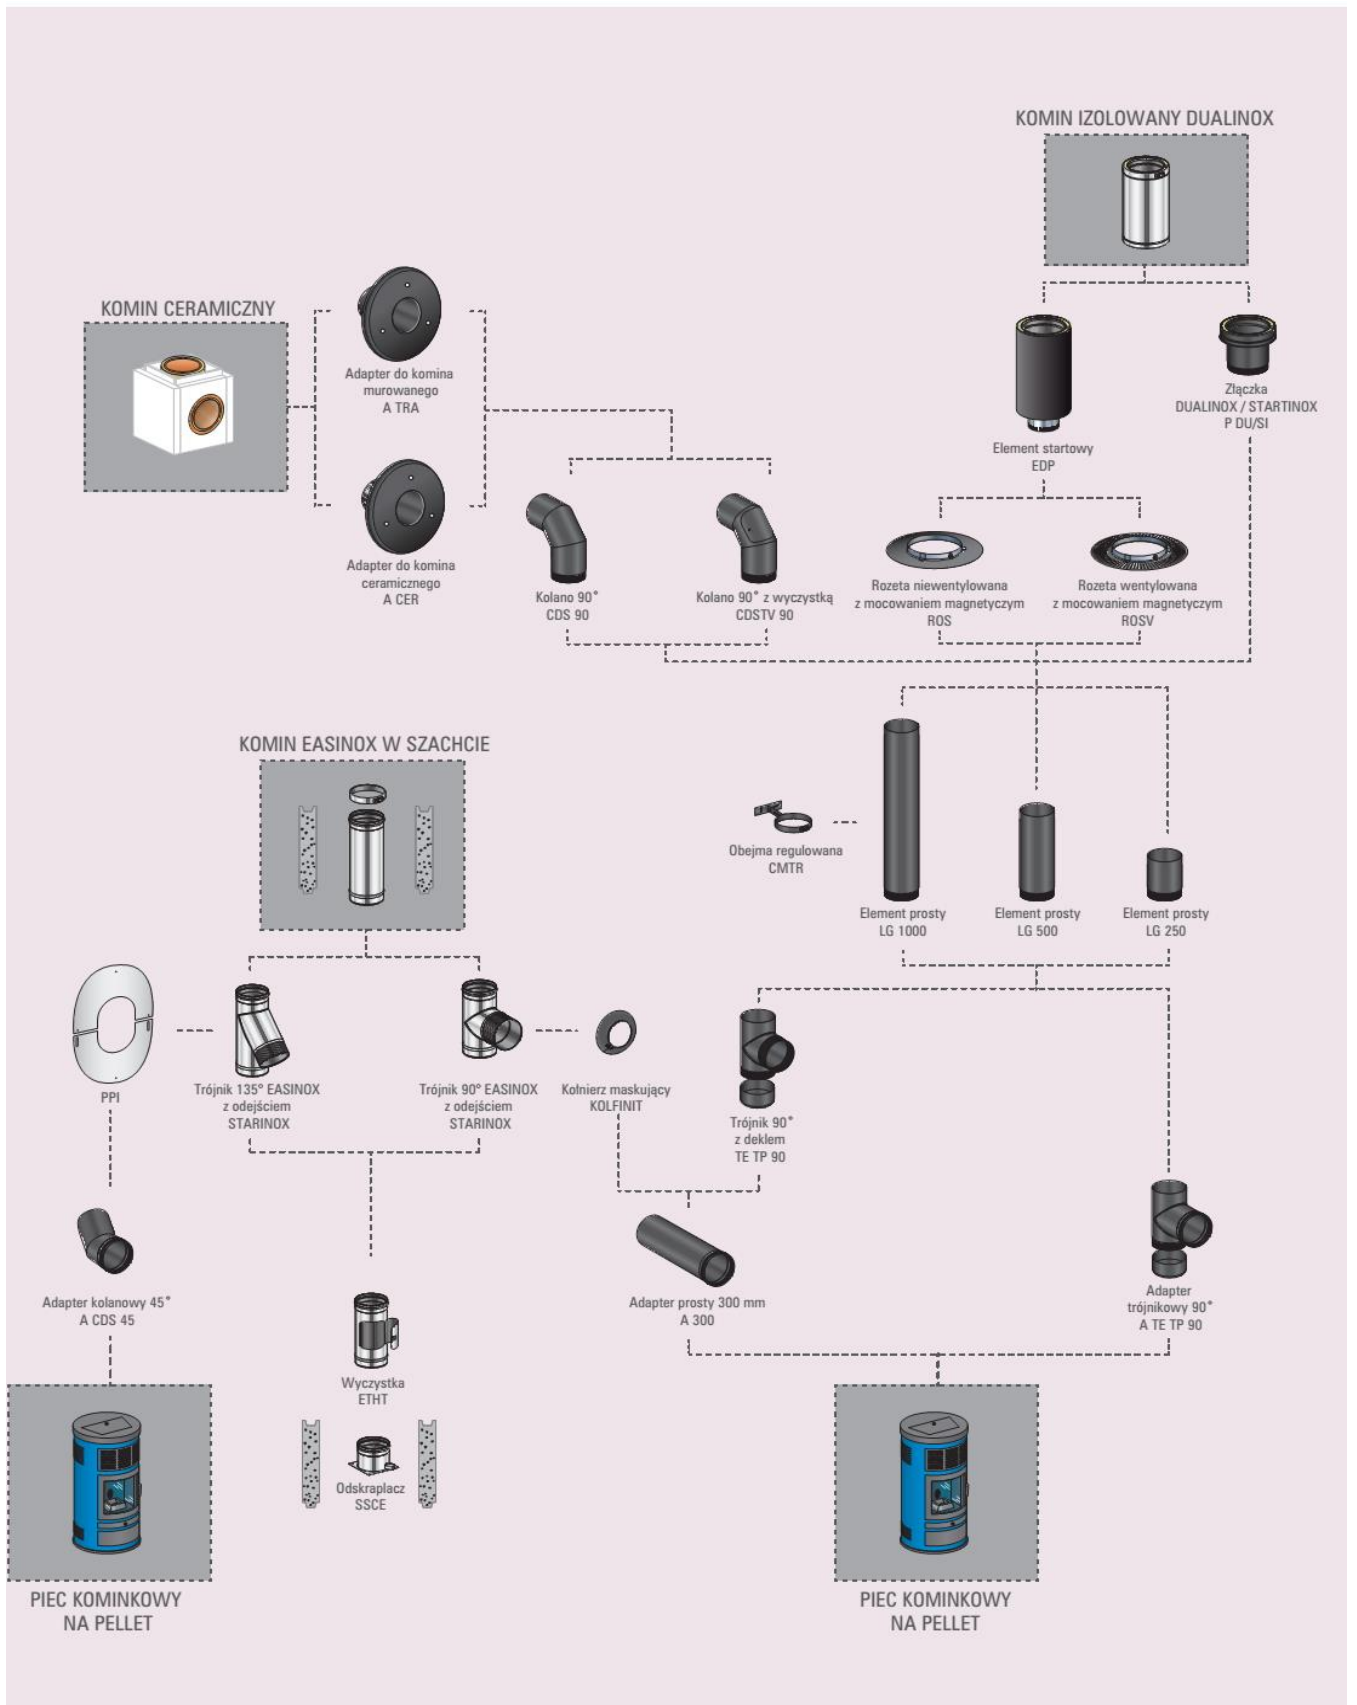 KOMIN IZOLOWANY DUALINOX
KOMIN CERAMICZNY
Adapter do komina
murowanego
A TRA
Złączka
DUALINOX / STARTINOX
P DU/SI
Element startowy
EDP
Adapter do komina
ceramicznego
A CER
Kolano 90˚
CDS 90
Kolano 90˚ z wyczystką
CDSTV 90
Rozeta niewentylowana
z mocowaniem magnetyczym
ROS
Rozeta wentylowana
z mocowaniem magnetyczym
ROSV
KOMIN EASINOX W SZACHCIE
Obejma regulowana
CMTR
Element prosty
LG 1000
Element prosty
LG 500
Element prosty
LG 250
PPI
Trójnik 135° EASINOX
z odejściem
STARINOX
Trójnik 90° EASINOX
z odejściem
STARINOX
Kołnierz maskujący
KOLFINIT
Trójnik 90˚
z deklem
TE TP 90
Adapter kolanowy 45˚
A CDS 45
Adapter prosty 300 mm
A 300
Adapter
trójnikowy 90˚
A TE TP 90
Wyczystka
ETHT
Odskraplacz
SSCE
PIEC KOMINKOWY
NA PELLET
PIEC KOMINKOWY
NA PELLET